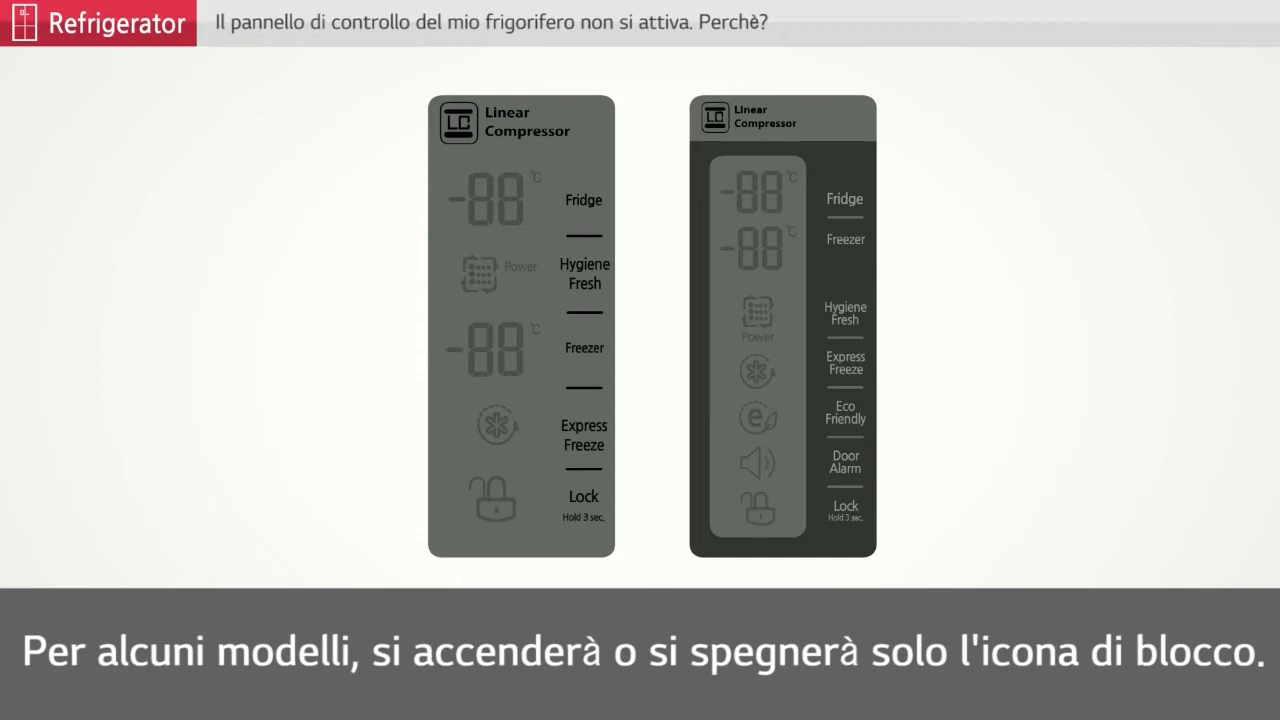 Refrigerator
Il pannello di controllo del mio frigorifero non si attiva. Perchè?
LC Linear
Compressor
-88 °C
Fridge
Power
Hygiene
Fresh
-88 °C
Freezer
Express
Freeze
Lock
Hold 3 sec.
LC Linear
Compressor
-88 °C
Fridge
-88 °C
Freezer
Hygiene
Fresh
Power
Express
Freeze
e
Eco
Friendly
Door
Alarm
Lock
Hold 3 sec.
Per alcuni modelli, si accenderà o si spegnerà solo l'icona di blocco.